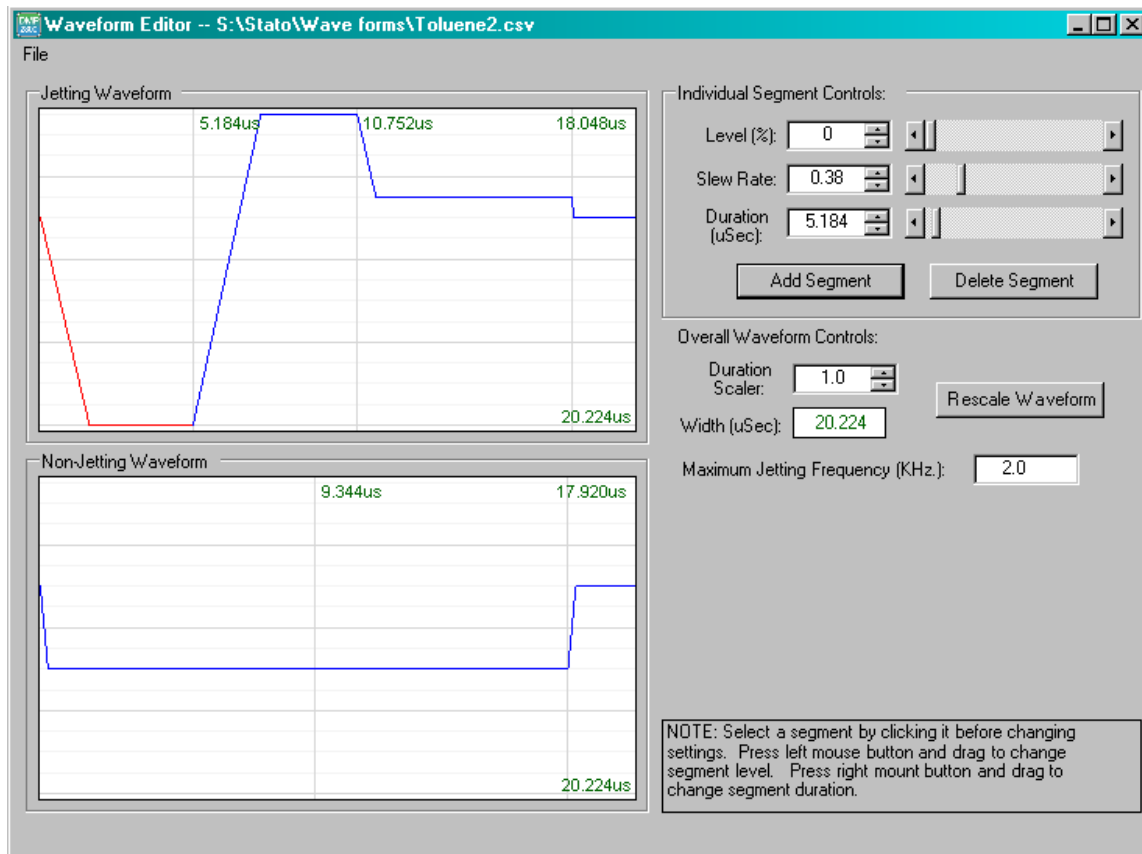 Waveform Editor -- S:\Stato\Wave forms\Toluene2.csv
File
Jetting Waveform
5.184us
10.752us
18.048us
20.224us
Non-Jetting Waveform
9.344us
17.920us
20.224us
Individual Segment Controls:
Level (%): 0
Slew Rate: 0.38
Duration
(uSec): 5.184
Add Segment
Delete Segment
Overall Waveform Controls:
Duration
Scaler: 1.0
Rescale Waveform
Width (uSec): 20.224
Maximum Jetting Frequency (KHz.): 2.0
NOTE: Select a segment by clicking it before changing
settings.  Press left mouse button and drag to change
segment level.   Press right mount button and drag to
change segment duration.